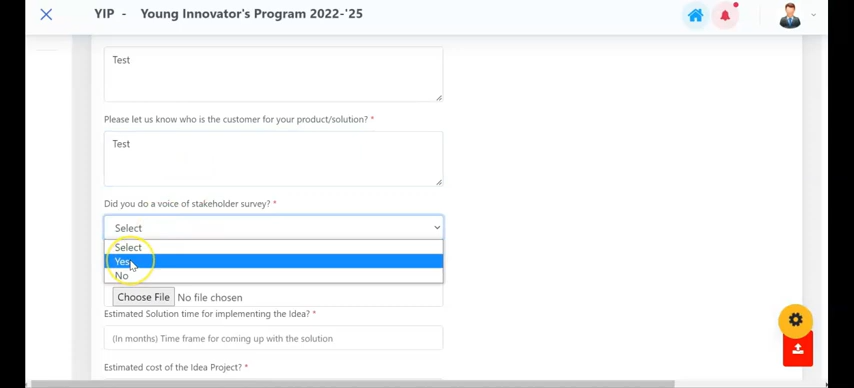 YIP - Young Innovator's Program 2022-'25
Test
Please let us know who is the customer for your product/solution? *
Test
Did you do a voice of stakeholder survey? *
Select
Select
Yes
No
Choose File No file chosen
Estimated Solution time for implementing the Idea? *
(In months) Time frame for coming up with the solution
Estimated cost of the Idea Project? *